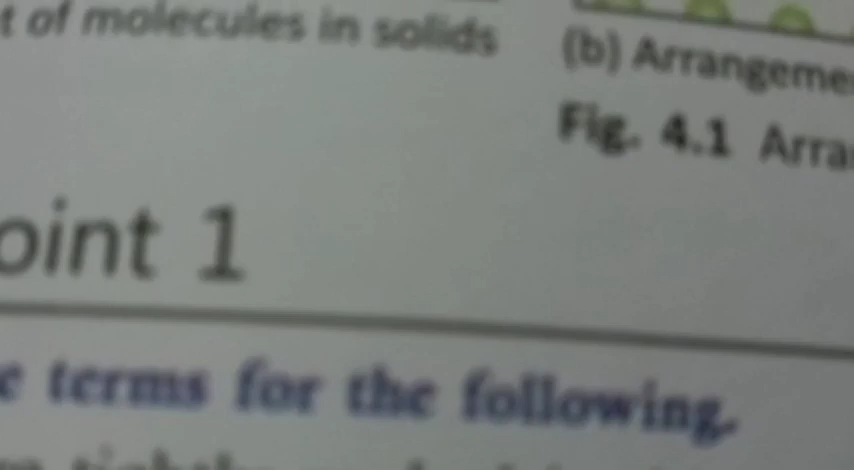 t of molecules in solids
(b) Arrangeme
Fig. 4.1 Arra
oint 1
e terms for the following.